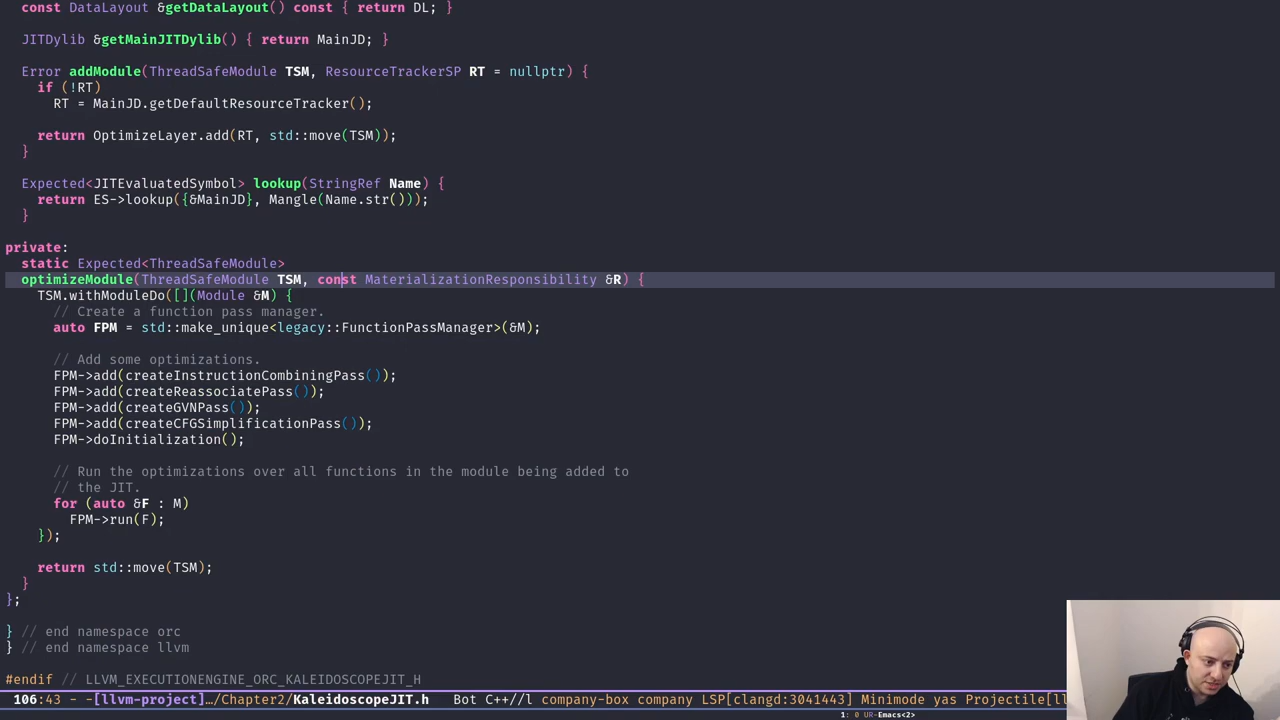 const DataLayout &getDataLayout() const { return DL; }

  JITDylib &getMainJITDylib() { return MainJD; }

  Error addModule(ThreadSafeModule TSM, ResourceTrackerSP RT = nullptr) {
    if (!RT)
      RT = MainJD.getDefaultResourceTracker();

    return OptimizeLayer.add(RT, std::move(TSM));
  }

  Expected<JITEvaluatedSymbol> lookup(StringRef Name) {
    return ES->lookup({&MainJD}, Mangle(Name.str()));
  }

private:
  static Expected<ThreadSafeModule>
  optimizeModule(ThreadSafeModule TSM, const MaterializationResponsibility &R) {
    TSM.withModuleDo([](Module &M) {
      // Create a function pass manager.
      auto FPM = std::make_unique<legacy::FunctionPassManager>(&M);

      // Add some optimizations.
      FPM->add(createInstructionCombiningPass());
      FPM->add(createReassociatePass());
      FPM->add(createGVNPass());
      FPM->add(createCFGSimplificationPass());
      FPM->doInitialization();

      // Run the optimizations over all functions in the module being added to
      // the JIT.
      for (auto &F : M)
        FPM->run(F);
    });

    return std::move(TSM);
  }
};

} // end namespace orc
} // end namespace llvm

#endif // LLVM_EXECUTIONENGINE_ORC_KALEIDOSCOPEJIT_H
106:43 - -[llvm-project]…/Chapter2/KaleidoscopeJIT.h   Bot C++//l company-box company LSP[clangd:3041443] Minimode yas Projectile[ll
1: 0 UR-Emacs<2>